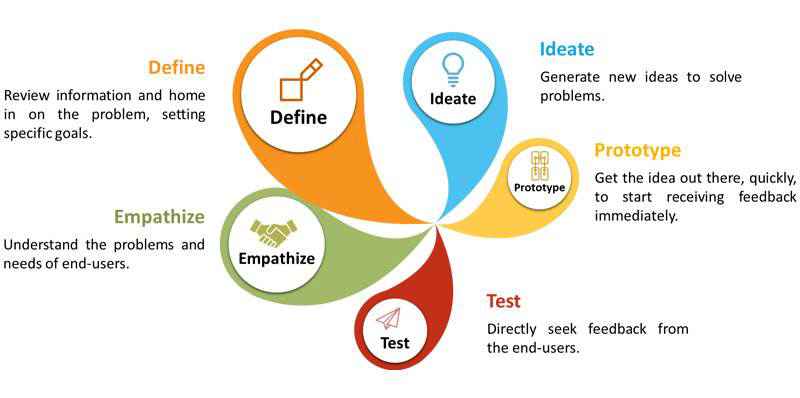 Define
Review information and home
in on the problem, setting
specific goals.
Define
Ideate
Ideate
Generate new ideas to solve
problems.
Prototype
Prototype
Get the idea out there, quickly,
to start receiving feedback
immediately.
Empathize
Understand the problems and
needs of end-users.
Empathize
Test
Test
Directly seek feedback from
the end-users.